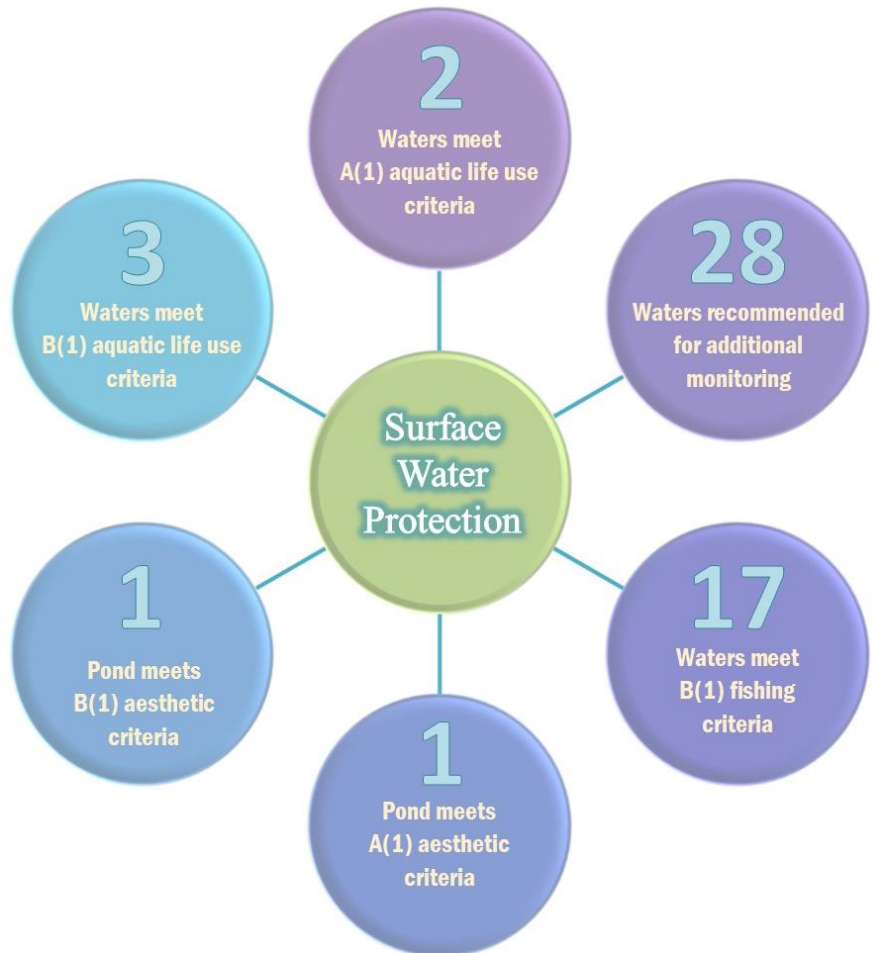 2
Waters meet
A(1) aquatic life use
criteria
28
Waters recommended
for additional
monitoring
17
Waters meet
B(1) fishing
criteria
1
Pond meets
A(1) aesthetic
criteria
1
Pond meets
B(1) aesthetic
criteria
3
Waters meet
B(1) aquatic life use
criteria
Surface
Water
Protection